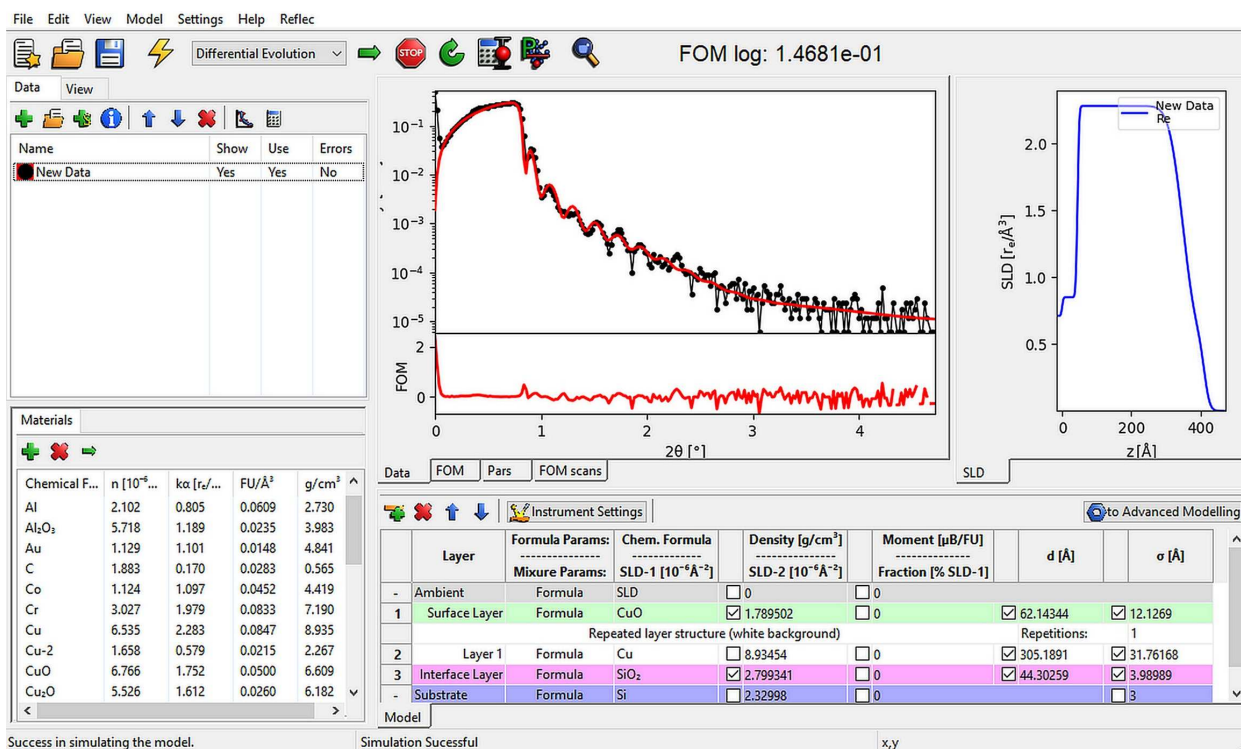 File Edit View Model Settings Help Reflec
Differential Evolution
STOP
FOM log: 1.4681e-01
Data View
Name Show Use Errors
New Data Yes Yes No
Materials
Chemical F... n [10⁻⁶... kα [rₑ/... FU/Å³ g/cm³
Al 2.102 0.805 0.0609 2.730
Al₂O₃ 5.718 1.189 0.0235 3.983
Au 1.129 1.101 0.0148 4.841
C 1.883 0.170 0.0283 0.565
Co 1.124 1.097 0.0452 4.419
Cr 3.027 1.979 0.0833 7.190
Cu 6.535 2.283 0.0847 8.935
Cu-2 1.658 0.579 0.0215 2.267
CuO 6.766 1.752 0.0500 6.609
Cu₂O 5.526 1.612 0.0260 6.182
10⁻¹
10⁻²
10⁻³
10⁻⁴
10⁻⁵
2
0
FOM
0 1 2 3 4
2θ [°]
Data FOM Pars FOM scans
New Data
Re
2.0
1.5
1.0
0.5
SLD [rₑ/Å³]
0 200 400
z [Å]
SLD
Instrument Settings
to Advanced Modelling
Layer Formula Params: Chem. Formula Density [g/cm³] Moment [µB/FU] d [Å] σ [Å]
------------- ------------ ------------- -------------
Mixure Params: SLD-1 [10⁻⁶Å⁻²] SLD-2 [10⁻⁶Å⁻²] Fraction [% SLD-1]
- Ambient Formula SLD 0 0
1 Surface Layer Formula CuO 1.789502 0 62.14344 12.1269
Repeated layer structure (white background) Repetitions: 1
2 Layer 1 Formula Cu 8.93454 0 305.1891 31.76168
3 Interface Layer Formula SiO₂ 2.799341 0 44.30259 3.98989
- Substrate Formula Si 2.32998 0 3
Model
Success in simulating the model. Simulation Sucessful x,y